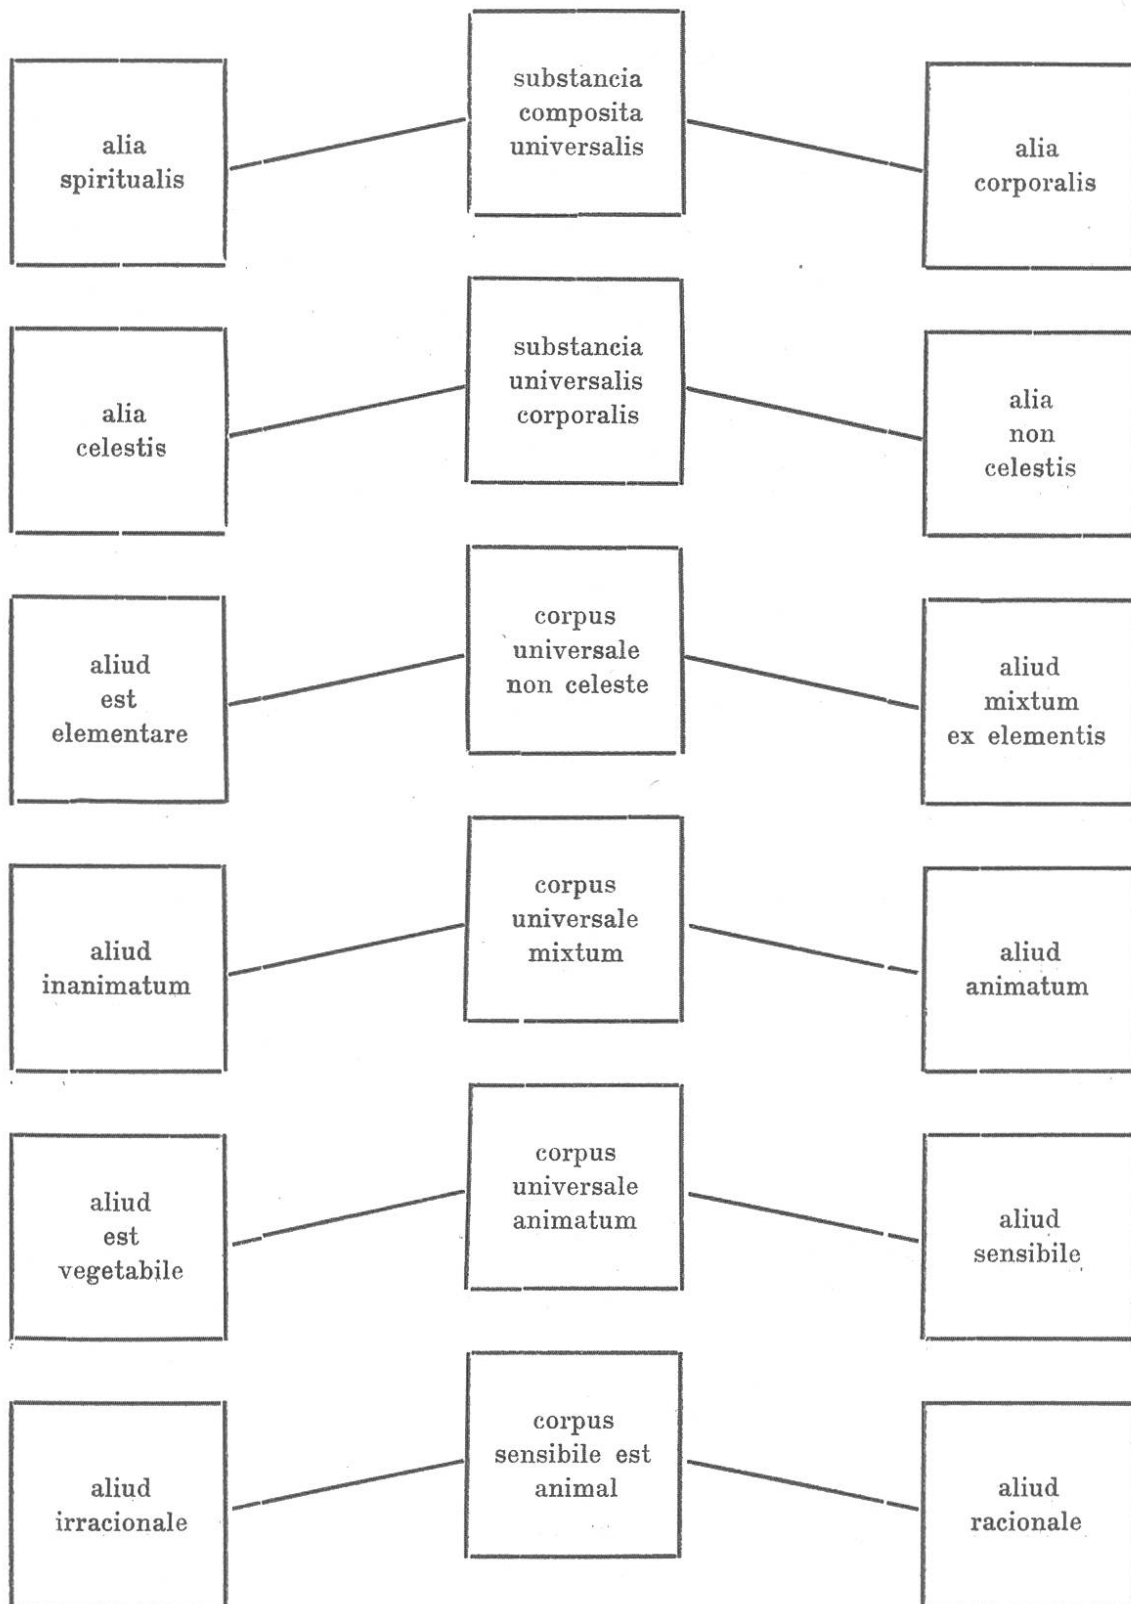 substancia
composita
universalis
alia
spiritualis
alia
corporalis
substancia
universalis
corporalis
alia
celestis
alia
non
celestis
corpus
universale
non celeste
aliud
est
elementare
aliud
mixtum
ex elementis
corpus
universale
mixtum
aliud
inanimatum
aliud
animatum
corpus
universale
animatum
aliud
est
vegetabile
aliud
sensibile
corpus
sensibile est
animal
aliud
irracionale
aliud
racionale